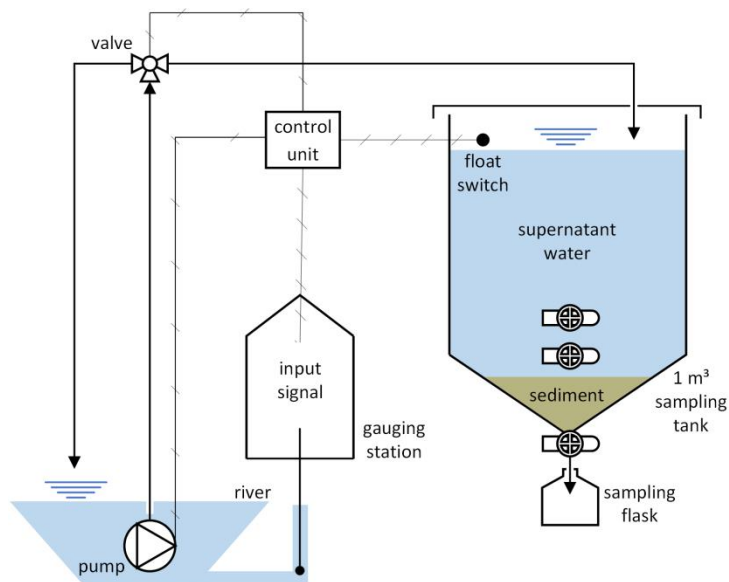 valve
control
unit
float
switch
supernatant
water
input
signal
gauging
station
sediment
1 m³
sampling
tank
river
sampling
flask
pump